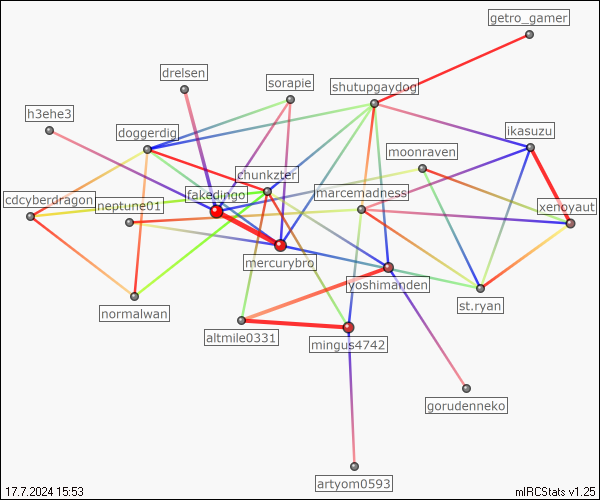 getro_gamer
drelsen
sorapie
shutupgaydog
h3ehe3
doggerdig
ikasuzu
moonraven
chunkzter
cdcyberdragon
neptune01
fakedingo
marcemadness
xenoyaut
mercurybro
yoshimanden
st.ryan
normalwan
altmile0331
mingus4742
gorudenneko
artyom0593
17.7.2024 15:53
mIRCStats v1.25